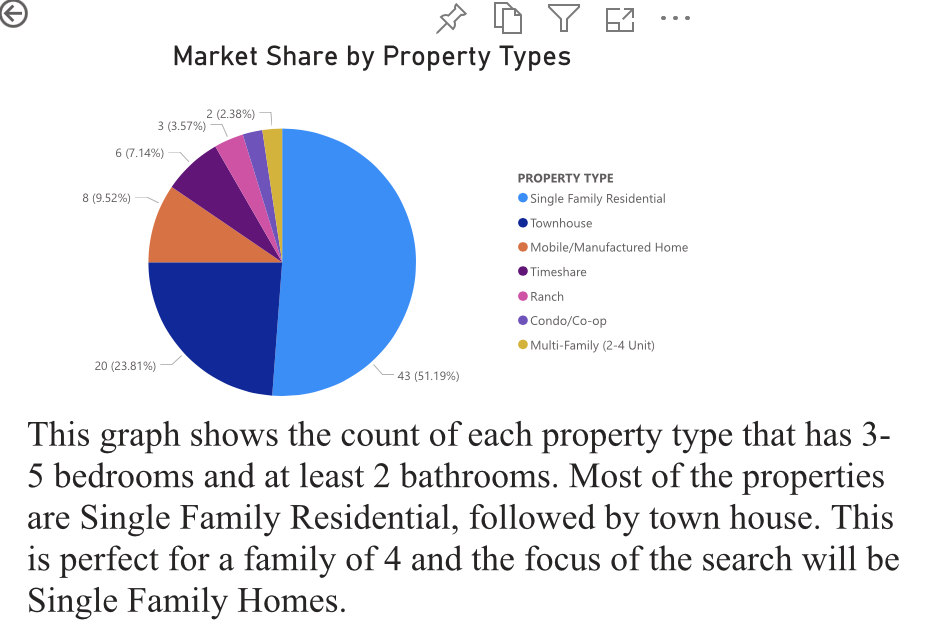 Market Share by Property Types
2 (2.38%)
3 (3.57%)
6 (7.14%)
8 (9.52%)
20 (23.81%)
43 (51.19%)
PROPERTY TYPE
Single Family Residential
Townhouse
Mobile/Manufactured Home
Timeshare
Ranch
Condo/Co-op
Multi-Family (2-4 Unit)
This graph shows the count of each property type that has 3-
5 bedrooms and at least 2 bathrooms. Most of the properties
are Single Family Residential, followed by town house. This
is perfect for a family of 4 and the focus of the search will be
Single Family Homes.